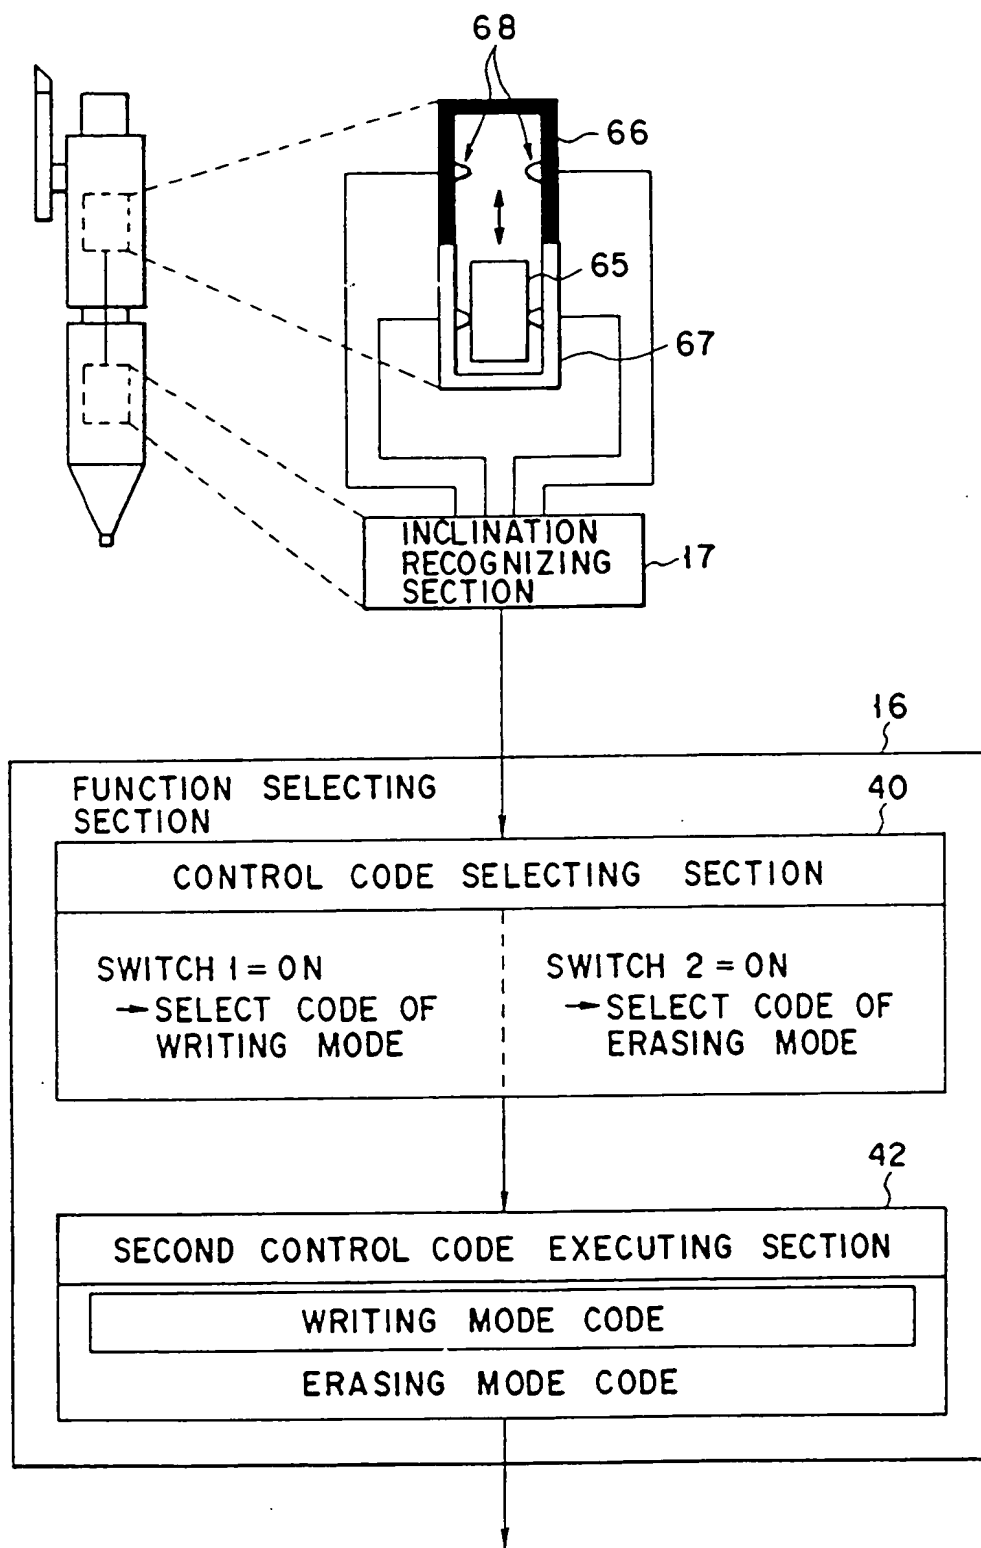 68
66
65
67
INCLINATION
RECOGNIZING
SECTION
17
16
FUNCTION SELECTING
SECTION
40
CONTROL CODE SELECTING SECTION
SWITCH 1 = ON
→ SELECT CODE OF
WRITING MODE
SWITCH 2 = ON
→ SELECT CODE OF
ERASING MODE
42
SECOND CONTROL CODE EXECUTING SECTION
WRITING MODE CODE
ERASING MODE CODE